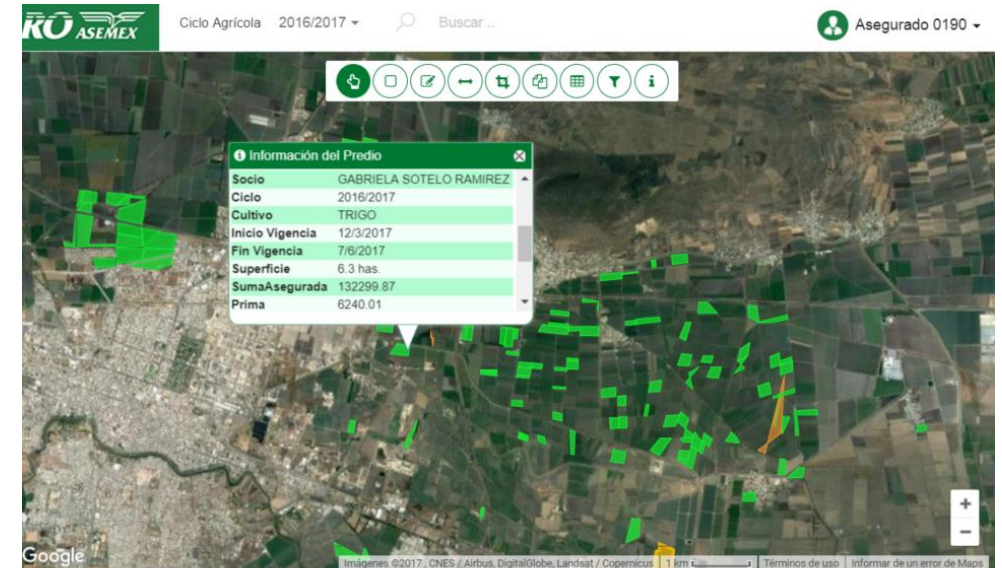 RO ASEMEX
Ciclo Agrícola 2016/2017
Buscar ..
Asegurado 0190
Información del Predio
Socio GABRIELA SOTELO RAMIREZ
Ciclo 2016/2017
Cultivo TRIGO
Inicio Vigencia 12/3/2017
Fin Vigencia 7/6/2017
Superficie 6.3 has.
SumaAsegurada 132299.87
Prima 6240.01
+
−
Google
Imágenes ©2017 , CNES / Airbus, DigitalGlobe, Landsat / Copernicus 1 km Términos de uso Informar de un error de Maps